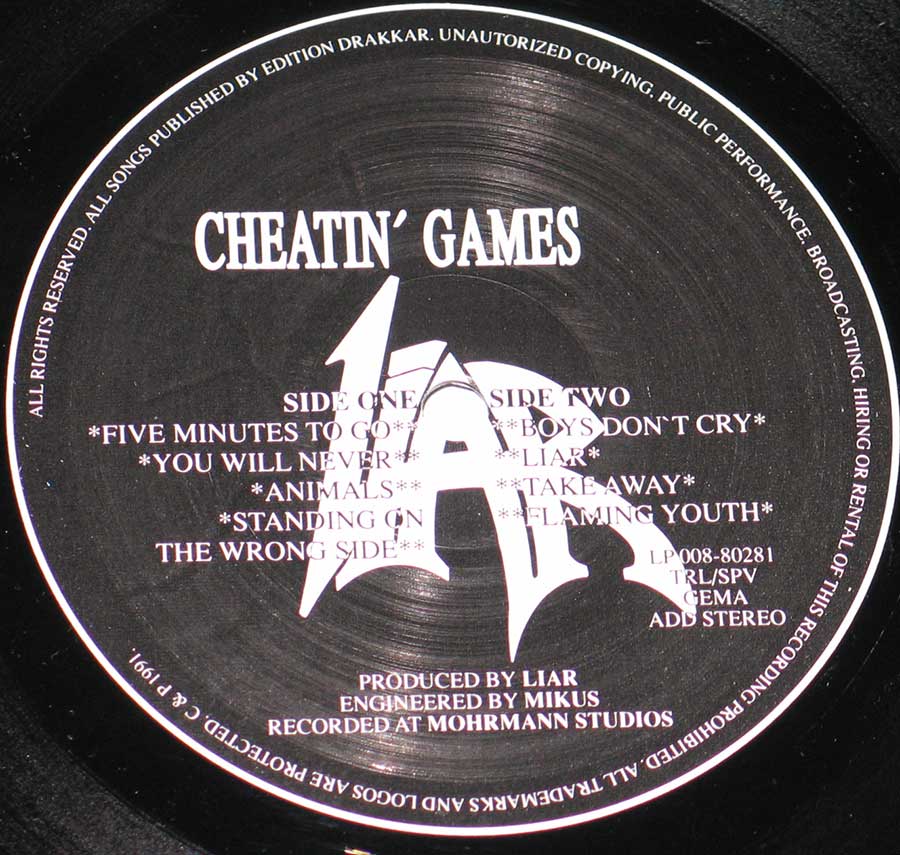 ALL RIGHTS RESERVED. ALL SONGS PUBLISHED BY EDITION DRAKKAR. UNAUTORIZED COPYING. PUBLIC PERFORMANCE. BROADCASTING. HIRING OR RENTAL OF THIS RECORDING PROHIBITED. ALL TRADEMARKS AND LOGOS ARE PROTECTED. C & P 1991.
CHEATIN´ GAMES
LIAR
SIDE ONE
*FIVE MINUTES TO GO**
*YOU WILL NEVER**
*ANIMALS**
*STANDING ON
THE WRONG SIDE**
SIDE TWO
**BOYS DON`T CRY*
**LIAR*
**TAKE AWAY*
**FLAMING YOUTH*
LP 008-80281
TRL/SPV
GEMA
ADD STEREO
PRODUCED BY LIAR
ENGINEERED BY MIKUS
RECORDED AT MOHRMANN STUDIOS